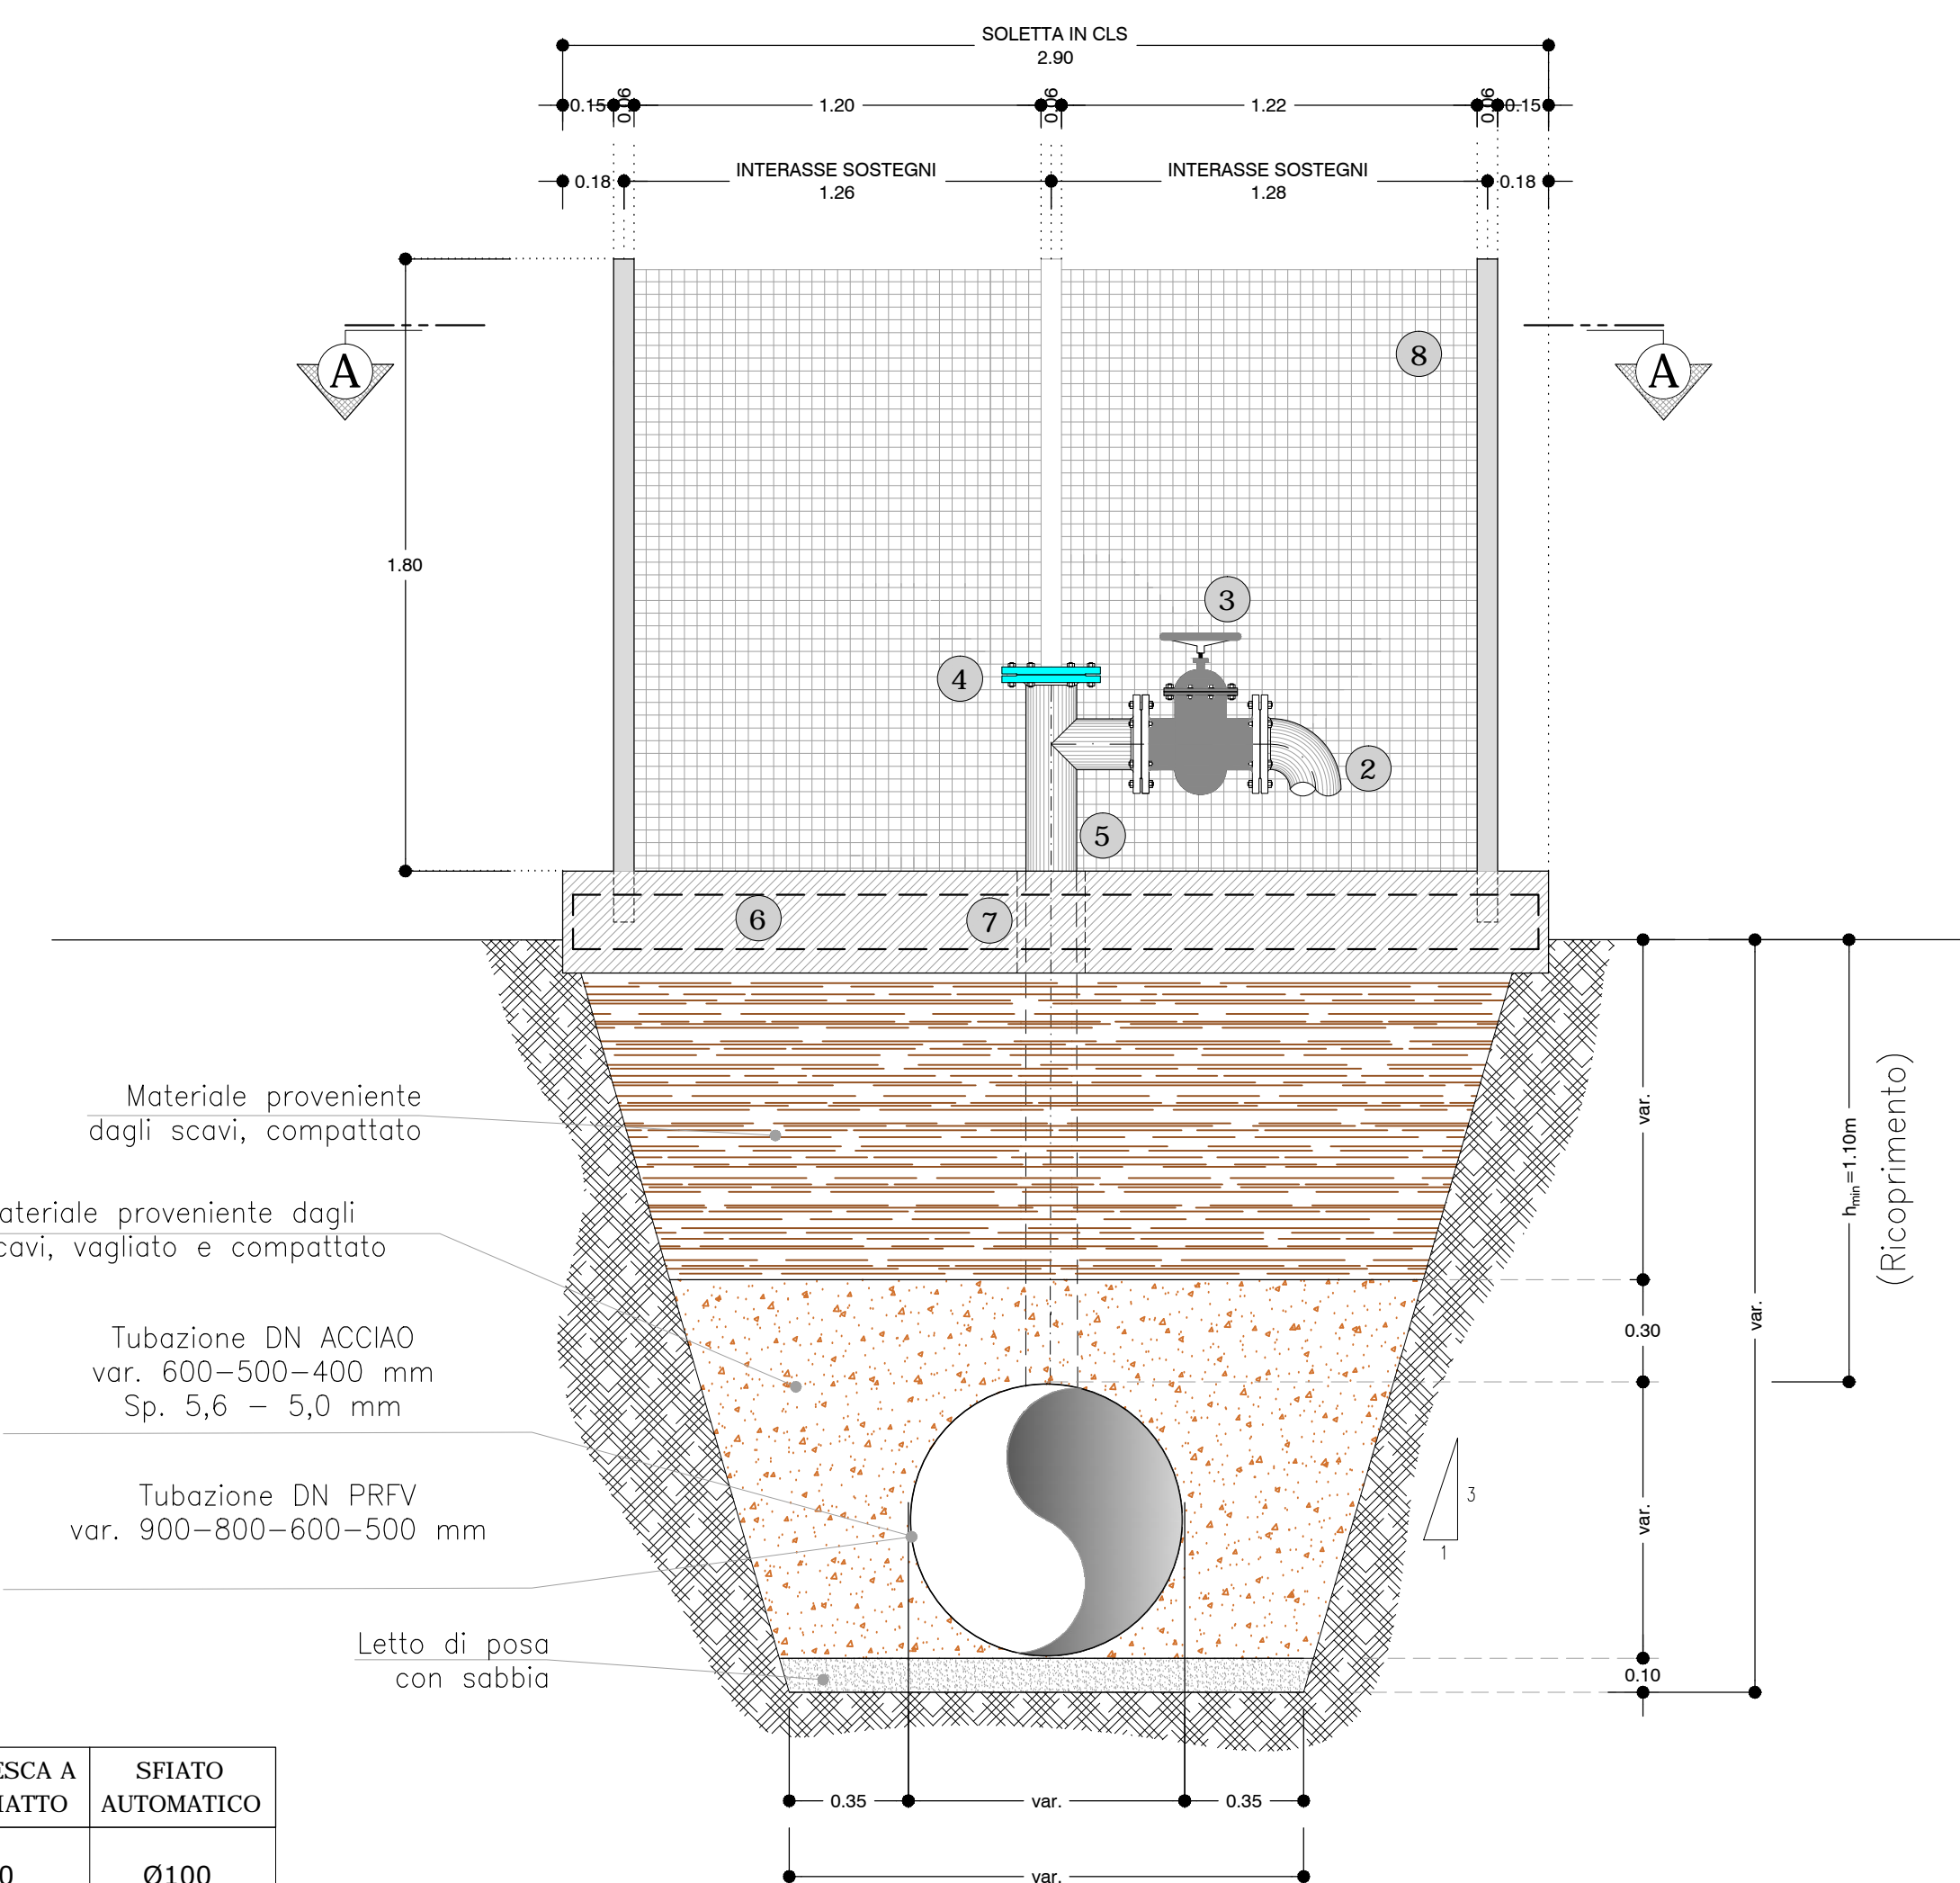 SOLETTA IN CLS
2.90
0.15 0.06 1.20 0.06 1.22 0.06 0.15
INTERASSE SOSTEGNI INTERASSE SOSTEGNI
0.18 1.26 1.28 0.18
A A
8
1.80
3
4
2
5
6 7
Materiale proveniente
dagli scavi, compattato
ateriale proveniente dagli
cavi, vagliato e compattato
Tubazione DN ACCIAO
var. 600-500-400 mm
Sp. 5,6 - 5,0 mm
Tubazione DN PRFV
var. 900-800-600-500 mm
Letto di posa
con sabbia
var.
0.30
var.
0.10
var.
hmin=1.10m
(Ricoprimento)
3
1
0.35 var. 0.35
var.
ESCA A
IATTO
SFIATO
AUTOMATICO
0 Ø100